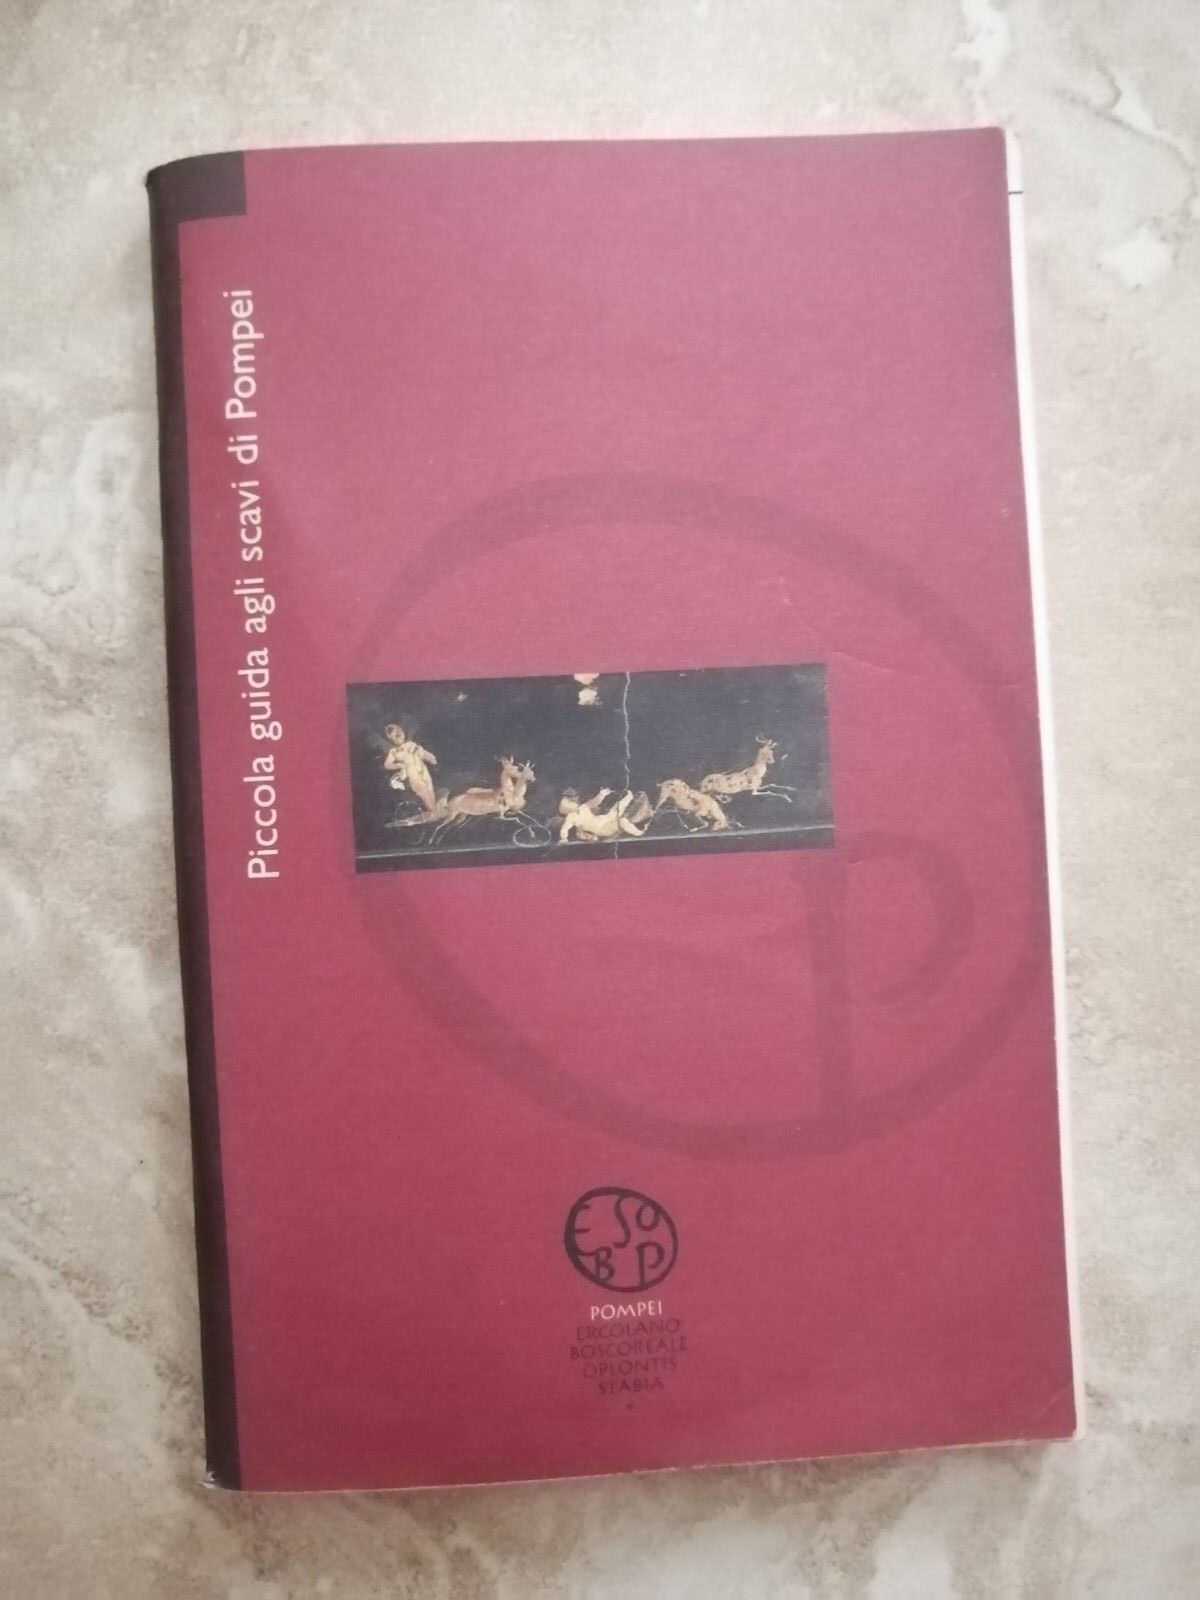 Piccola guida agli scavi di Pompei
P
E S O
B P
POMPEI
ERCOLANO
BOSCOREALE
OPLONTIS
STABIA